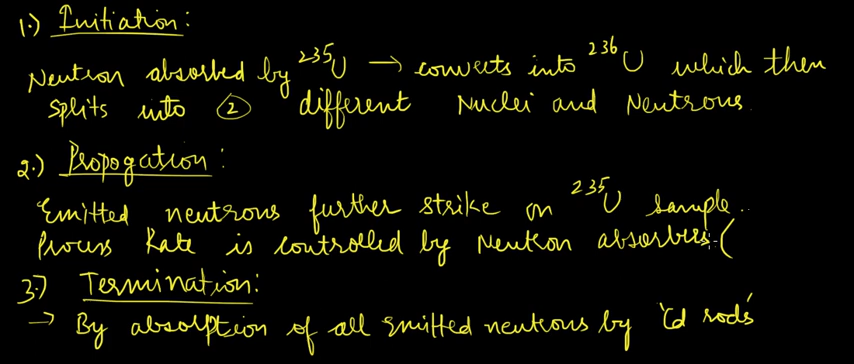 1.) Initiation:
Neutron absorbed by ²³⁵U → converts into ²³⁶U which then
splits into ② different Nuclei and Neutrons.
2.) Propogation:
Emitted neutrons further strike on ²³⁵U sample..
Process Rate is controlled by Neutron absorbers. (
3.) Termination:
→ By absorption of all emitted neutrons by 'Cd rods'